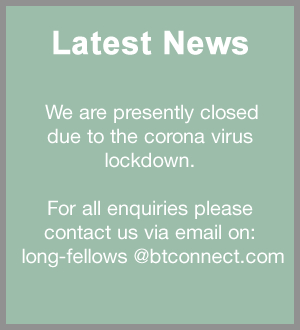 Latest News
We are presently closed
due to the corona virus
lockdown.
For all enquiries please
contact us via email on:
long-fellows @btconnect.com